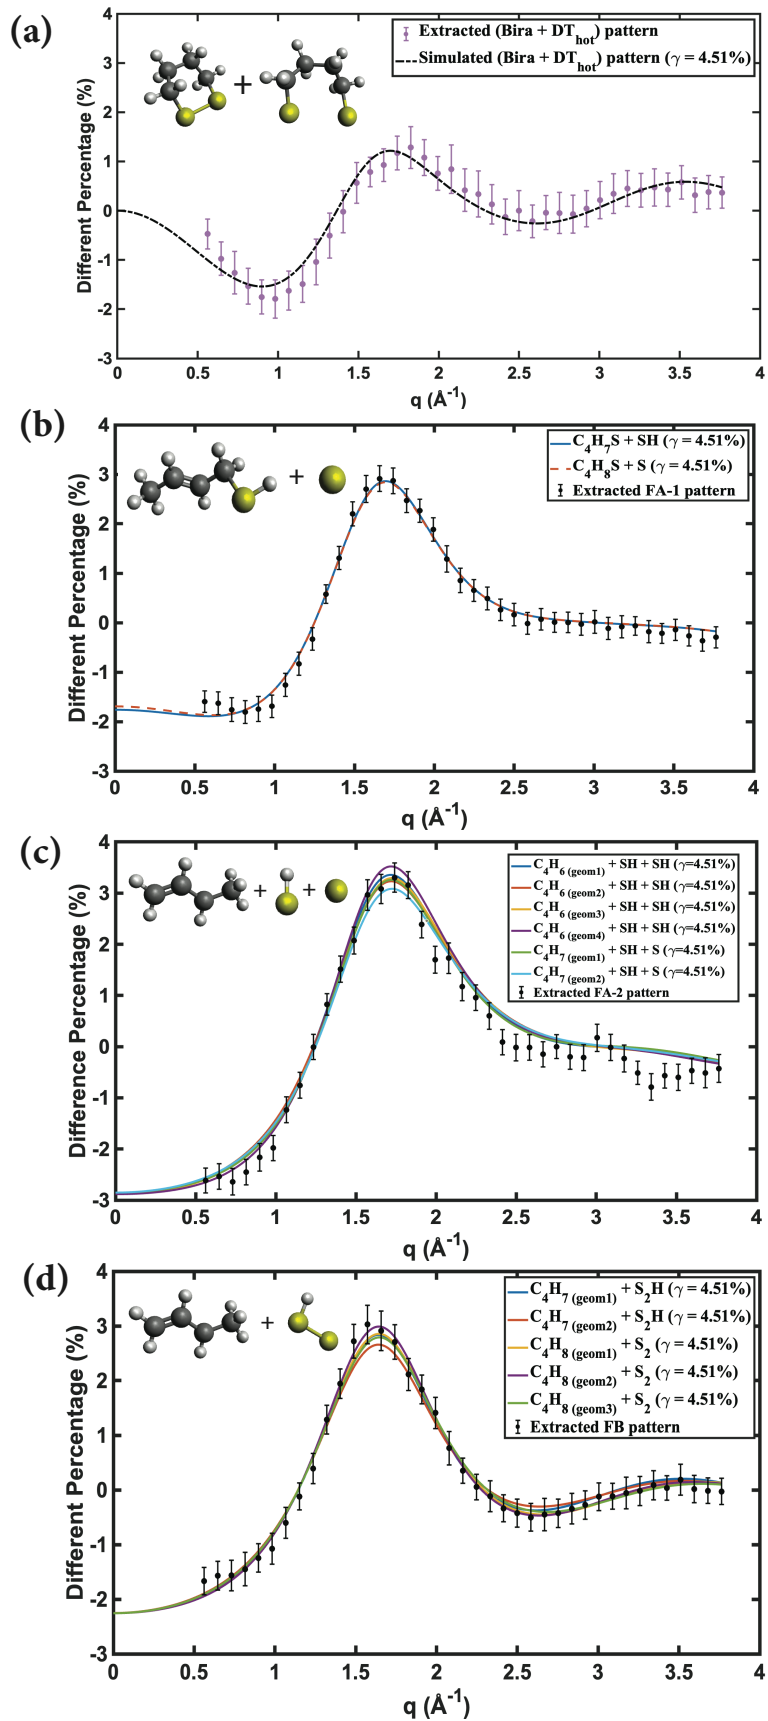 (a)
Extracted (Bira + DT_hot) pattern
Simulated (Bira + DT_hot) pattern (γ = 4.51%)
+
Different Percentage (%)
4
3
2
1
0
-1
-2
-3
0 0.5 1 1.5 2 2.5 3 3.5 4
q (Å⁻¹)
(b)
C₄H₇S + SH (γ = 4.51%)
C₄H₈S + S (γ = 4.51%)
Extracted FA-1 pattern
+
Different Percentage (%)
4
3
2
1
0
-1
-2
-3
0 0.5 1 1.5 2 2.5 3 3.5 4
q (Å⁻¹)
(c)
C₄H₆ (geom1) + SH + SH (γ=4.51%)
C₄H₆ (geom2) + SH + SH (γ=4.51%)
C₄H₆ (geom3) + SH + SH (γ=4.51%)
C₄H₆ (geom4) + SH + SH (γ=4.51%)
C₄H₇ (geom1) + SH + S (γ=4.51%)
C₄H₇ (geom2) + SH + S (γ=4.51%)
Extracted FA-2 pattern
+ +
Difference Percentage (%)
4
3
2
1
0
-1
-2
-3
0 0.5 1 1.5 2 2.5 3 3.5 4
q (Å⁻¹)
(d)
C₄H₇ (geom1) + S₂H (γ = 4.51%)
C₄H₇ (geom2) + S₂H (γ = 4.51%)
C₄H₈ (geom1) + S₂ (γ = 4.51%)
C₄H₈ (geom2) + S₂ (γ = 4.51%)
C₄H₈ (geom3) + S₂ (γ = 4.51%)
Extracted FB pattern
+
Different Percentage (%)
4
3
2
1
0
-1
-2
-3
0 0.5 1 1.5 2 2.5 3 3.5 4
q (Å⁻¹)